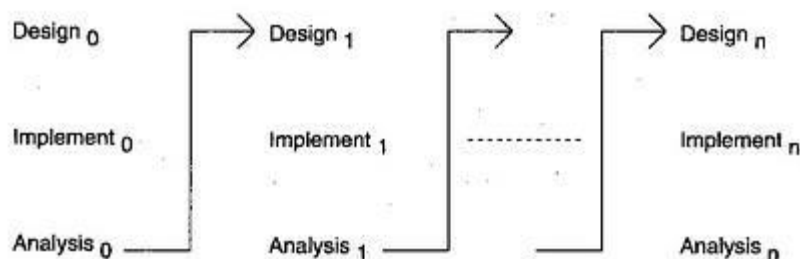 Design 0 Design 1 Design n
Implement 0 Implement 1 Implement n
Analysis 0 Analysis 1 Analysis n